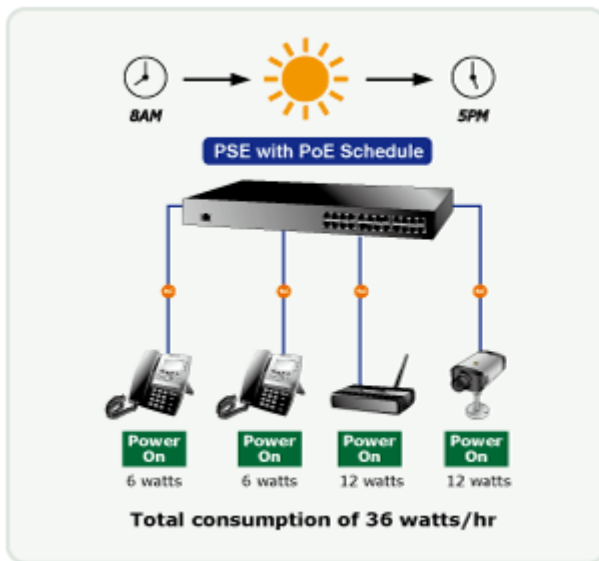 8AM
5PM
PSE with PoE Schedule
Power On
Power On
Power On
Power On
6 watts
6 watts
12 watts
12 watts
Total consumption of 36 watts/hr